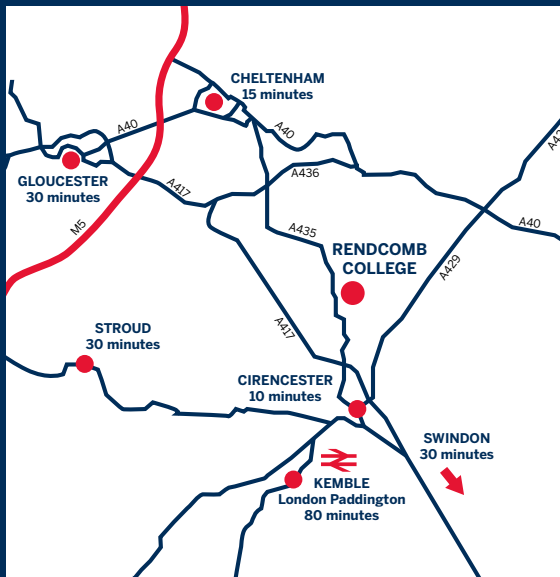 CHELTENHAM
15 minutes
A40
A40
A436
GLOUCESTER
30 minutes
A417
M5
A435
A40
RENDCOMB
COLLEGE
A429
A417
STROUD
30 minutes
CIRENCESTER
10 minutes
SWINDON
30 minutes
KEMBLE
London Paddington
80 minutes